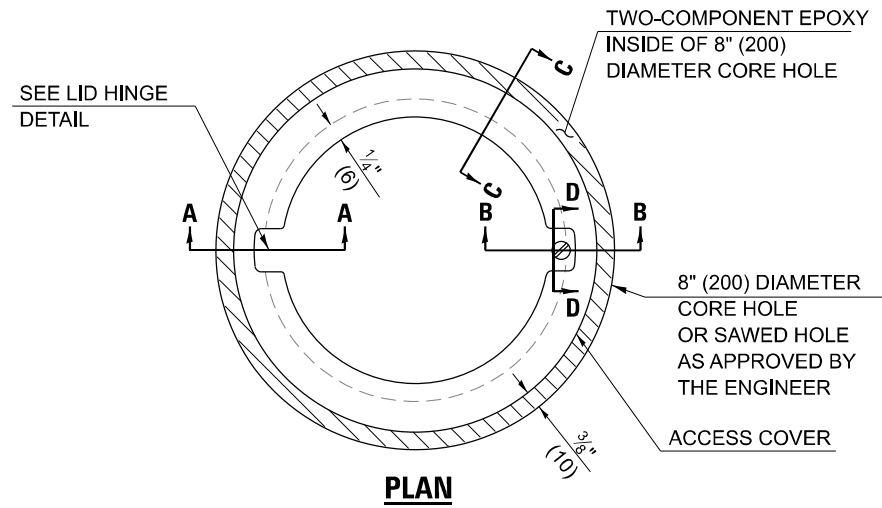 TWO-COMPONENT EPOXY
INSIDE OF 8" (200)
DIAMETER CORE HOLE
SEE LID HINGE
DETAIL
C
C
1/4"
(6)
A
A
B
B
D
D
8" (200) DIAMETER
CORE HOLE
OR SAWED HOLE
AS APPROVED BY
THE ENGINEER
ACCESS COVER
3/8"
(10)
PLAN